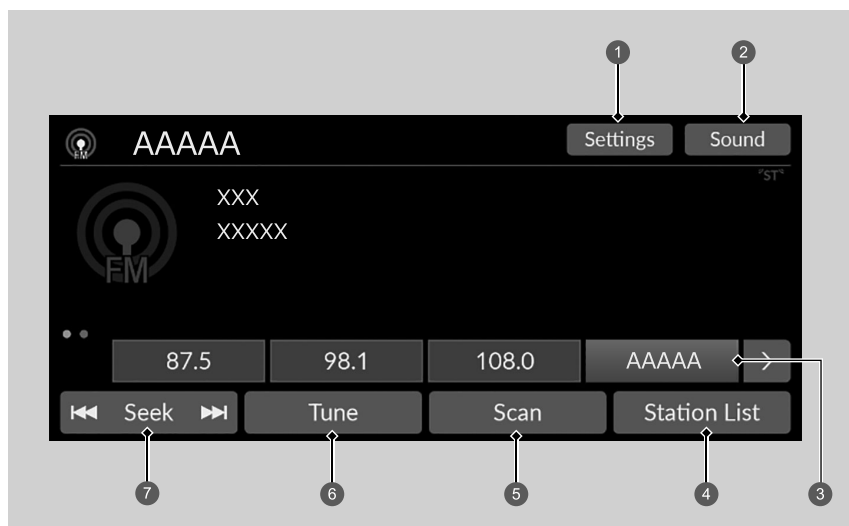 1 2
FM AAAAA Settings Sound
ST
XXX
XXXXX
FM
87.5 98.1 108.0 AAAAA >
Seek Tune Scan Station List
7 6 5 4 3